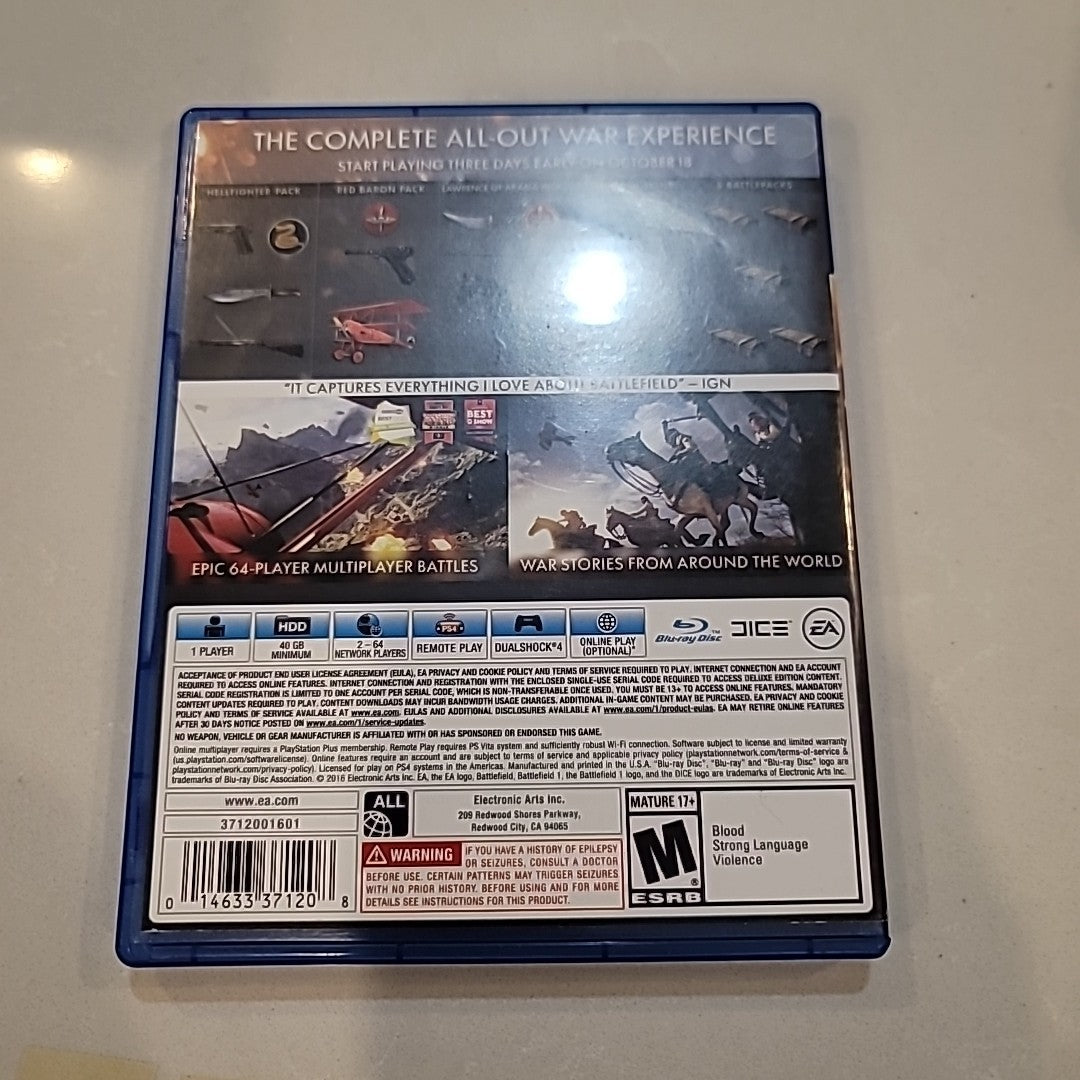 THE COMPLETE ALL-OUT WAR EXPERIENCE
START PLAYING THREE DAYS EARLY ON OCTOBER 18
HELLFIGHTER PACK
RED BARON PACK
LAWRENCE OF ARABIA
5 BATTLEPACKS
"IT CAPTURES EVERYTHING I LOVE ABOUT BATTLEFIELD" – IGN
BEST
EPIC 64-PLAYER MULTIPLAYER BATTLES
WAR STORIES FROM AROUND THE WORLD
1 PLAYER
HDD
40 GB
MINIMUM
2 – 64
NETWORK PLAYERS
PS4
REMOTE PLAY
DUALSHOCK®4
ONLINE PLAY
(OPTIONAL)*
Blu-ray Disc™
DICE
EA
ACCEPTANCE OF PRODUCT END USER LICENSE AGREEMENT (EULA), EA PRIVACY AND COOKIE POLICY AND TERMS OF SERVICE REQUIRED TO PLAY. INTERNET CONNECTION AND EA ACCOUNT
REQUIRED TO ACCESS ONLINE FEATURES. INTERNET CONNECTION AND REGISTRATION WITH THE ENCLOSED SINGLE-USE SERIAL CODE REQUIRED TO ACCESS DELUXE EDITION CONTENT.
SERIAL CODE REGISTRATION IS LIMITED TO ONE ACCOUNT PER SERIAL CODE, WHICH IS NON-TRANSFERABLE ONCE USED. YOU MUST BE 13+ TO ACCESS ONLINE FEATURES. MANDATORY
CONTENT UPDATES REQUIRED TO PLAY. CONTENT DOWNLOADS MAY INCUR BANDWIDTH USAGE CHARGES. ADDITIONAL IN-GAME CONTENT MAY BE PURCHASED. EA PRIVACY AND COOKIE
POLICY AND TERMS OF SERVICE AVAILABLE AT www.ea.com. EULAS AND ADDITIONAL DISCLOSURES AVAILABLE AT www.ea.com/1/product-eulas. EA MAY RETIRE ONLINE FEATURES
AFTER 30 DAYS NOTICE POSTED ON www.ea.com/1/service-updates.
NO WEAPON, VEHICLE OR GEAR MANUFACTURER IS AFFILIATED WITH OR HAS SPONSORED OR ENDORSED THIS GAME.
Online multiplayer requires a PlayStation Plus membership. Remote Play requires PS Vita system and sufficiently robust Wi-Fi connection. Software subject to license and limited warranty
(us.playstation.com/softwarelicense). Online features require an account and are subject to terms of service and applicable privacy policy (playstationnetwork.com/terms-of-service &
playstationnetwork.com/privacy-policy). Licensed for play on PS4 systems in the Americas. Manufactured and printed in the U.S.A. "Blu-ray Disc", "Blu-ray" and "Blu-ray Disc" logo are
trademarks of Blu-ray Disc Association. © 2016 Electronic Arts Inc. EA, the EA logo, Battlefield, Battlefield 1, the Battlefield 1 logo, and the DICE logo are trademarks of Electronic Arts Inc.
www.ea.com
3712001601
ALL
Electronic Arts Inc.
209 Redwood Shores Parkway,
Redwood City, CA 94065
WARNING
IF YOU HAVE A HISTORY OF EPILEPSY
OR SEIZURES, CONSULT A DOCTOR
BEFORE USE. CERTAIN PATTERNS MAY TRIGGER SEIZURES
WITH NO PRIOR HISTORY. BEFORE USING AND FOR MORE
DETAILS SEE INSTRUCTIONS FOR THIS PRODUCT.
0 14633 37120 8
MATURE 17+
M®
ESRB
Blood
Strong Language
Violence